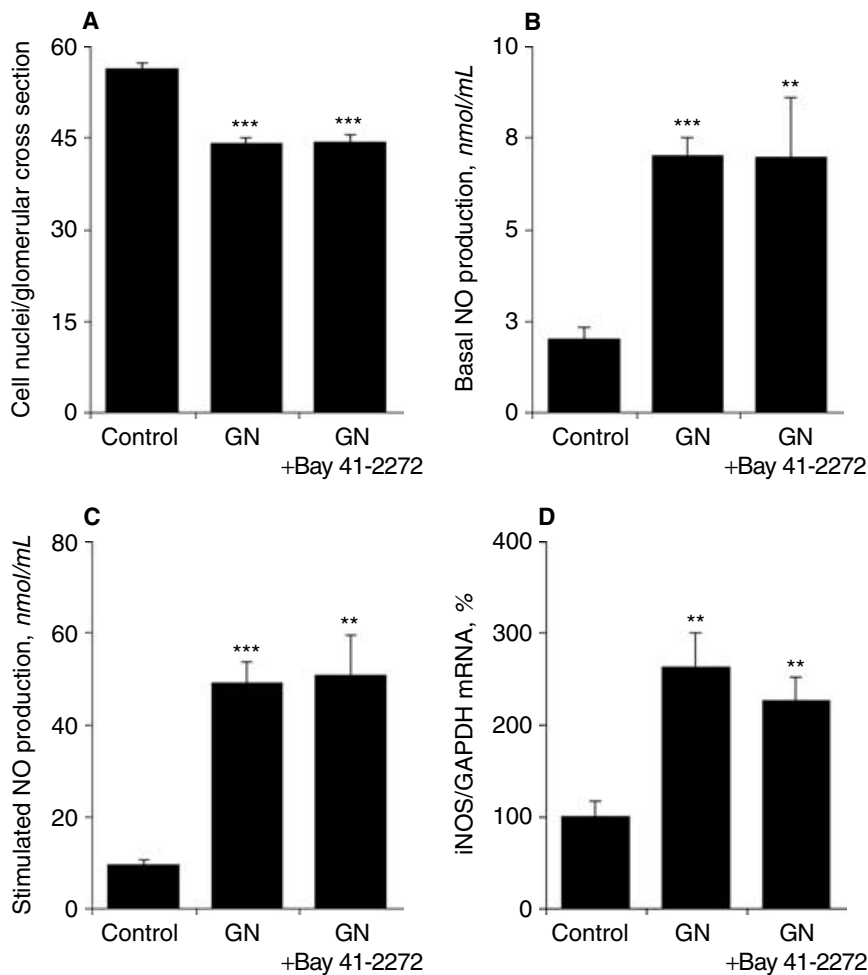 A
Cell nuclei/glomerular cross section
60
45
30
15
0
***
***
Control
GN
GN
+Bay 41-2272
B
Basal NO production, nmol/mL
10
8
5
3
0
***
**
Control
GN
GN
+Bay 41-2272
C
Stimulated NO production, nmol/mL
80
60
40
20
0
***
**
Control
GN
GN
+Bay 41-2272
D
iNOS/GAPDH mRNA, %
400
300
200
100
0
**
**
Control
GN
GN
+Bay 41-2272